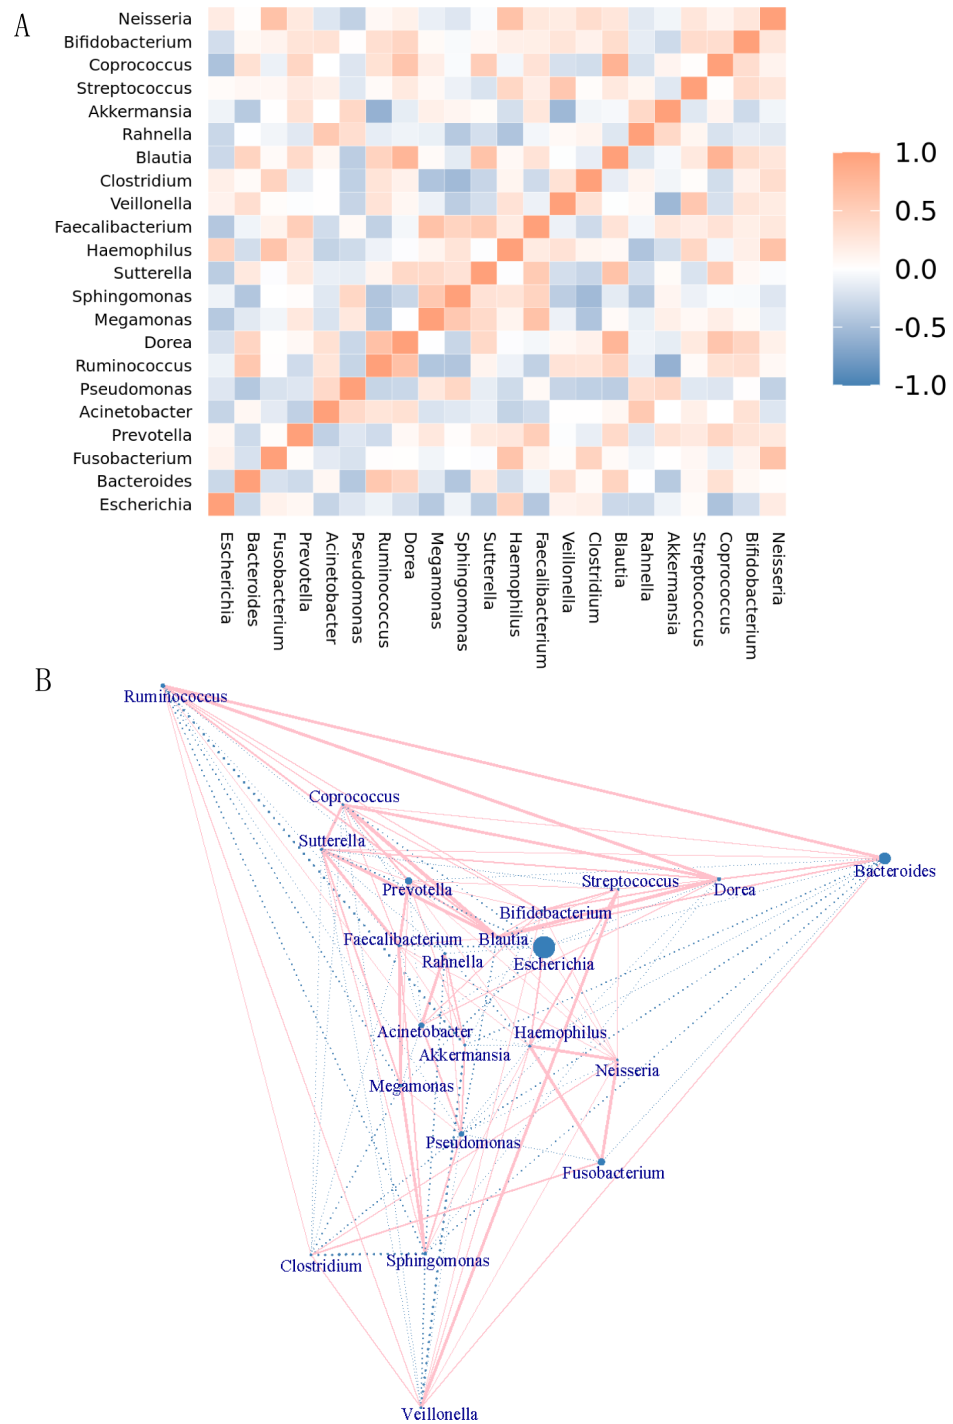 A
Neisseria
Bifidobacterium
Coprococcus
Streptococcus
Akkermansia
Rahnella
Blautia
Clostridium
Veillonella
Faecalibacterium
Haemophilus
Sutterella
Sphingomonas
Megamonas
Dorea
Ruminococcus
Pseudomonas
Acinetobacter
Prevotella
Fusobacterium
Bacteroides
Escherichia
1.0
0.5
0.0
-0.5
-1.0
Escherichia
Bacteroides
Fusobacterium
Prevotella
Acinetobacter
Pseudomonas
Ruminococcus
Dorea
Megamonas
Sphingomonas
Sutterella
Haemophilus
Faecalibacterium
Veillonella
Clostridium
Blautia
Rahnella
Akkermansia
Streptococcus
Coprococcus
Bifidobacterium
Neisseria
B
Ruminococcus
Coprococcus
Sutterella
Bacteroides
Prevotella
Streptococcus
Dorea
Bifidobacterium
Faecalibacterium
Blautia
Rahnella
Escherichia
Acinetobacter
Haemophilus
Akkermansia
Neisseria
Megamonas
Pseudomonas
Fusobacterium
Clostridium
Sphingomonas
Veillonella